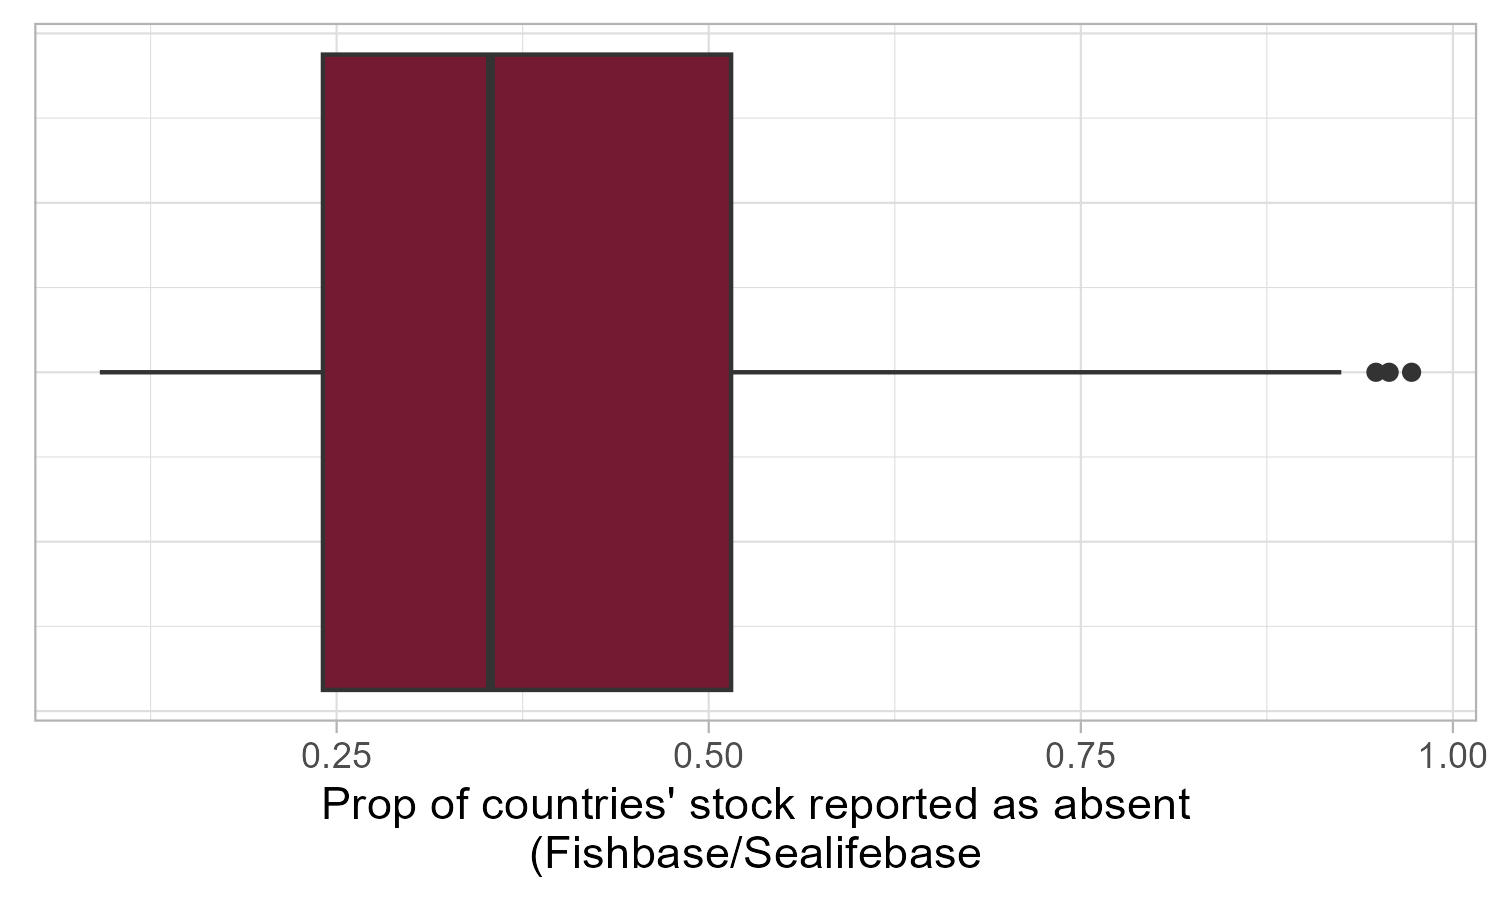 0.25 0.50 0.75 1.00
Prop of countries' stock reported as absent
(Fishbase/Sealifebase